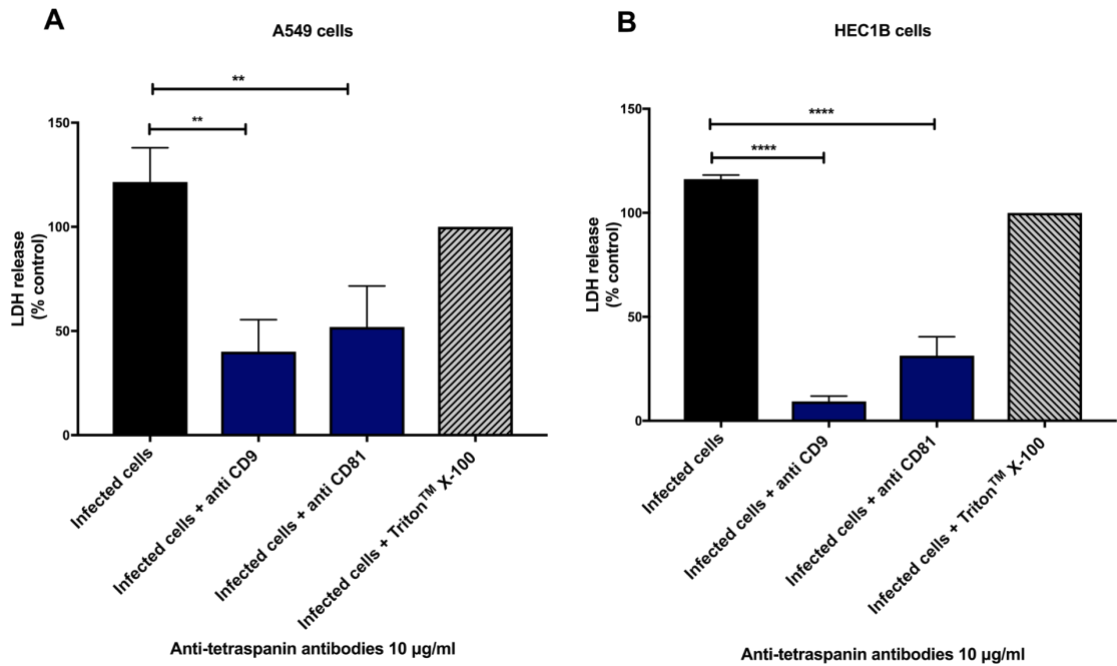 A
A549 cells
**
**
150
100
50
0
LDH release
(% control)
Infected cells
Infected cells + anti CD9
Infected cells + anti CD81
Infected cells + Triton™ X-100
Anti-tetraspanin antibodies 10 µg/ml
B
HEC1B cells
****
****
150
100
50
0
LDH release
(% control)
Infected cells
Infected cells + anti CD9
Infected cells + anti CD81
Infected cells + Triton™ X-100
Anti-tetraspanin antibodies 10 µg/ml